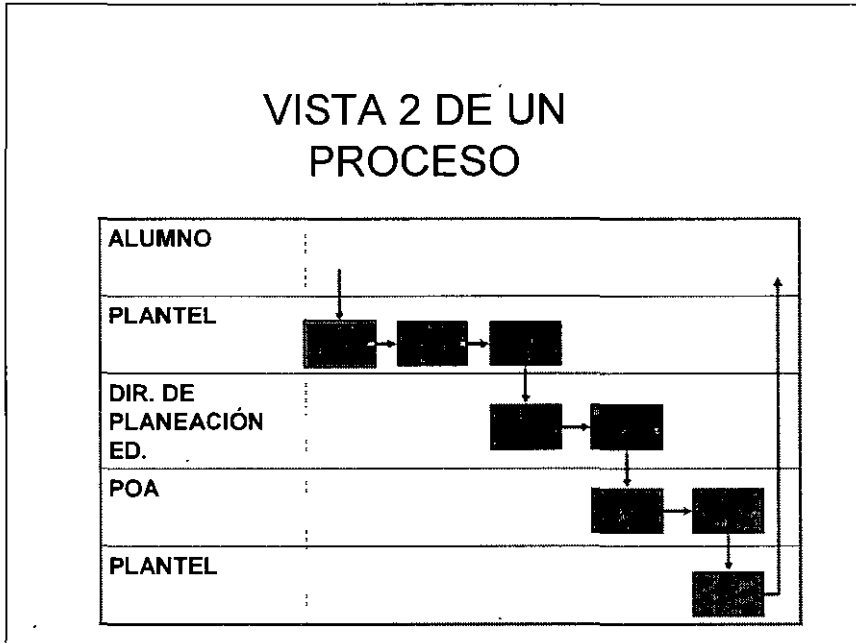 VISTA 2 DE UN
PROCESO
ALUMNO
PLANTEL
DIR. DE
PLANEACIÓN
ED.
POA
PLANTEL